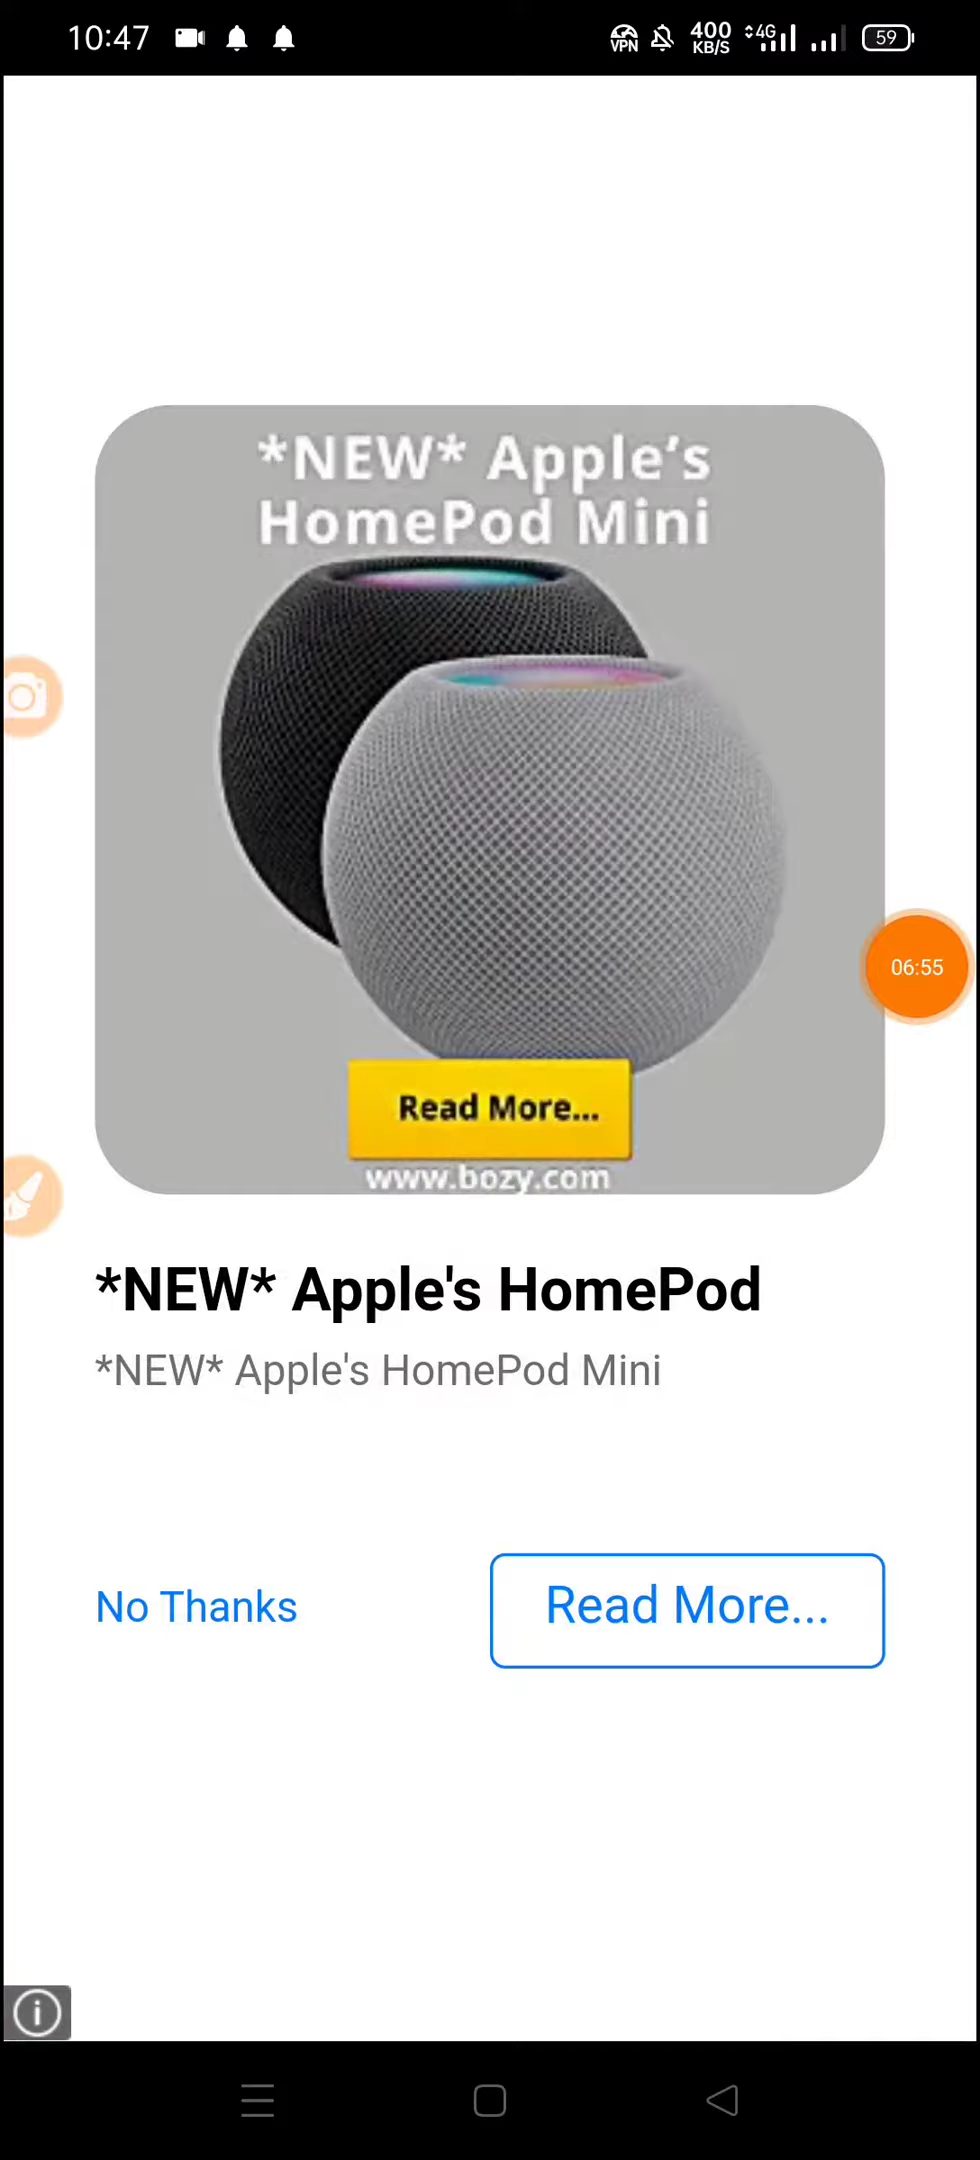 10:47
VPN
400
KB/S
4G
59
*NEW* Apple’s
HomePod Mini
06:55
Read More...
www.bozy.com
*NEW* Apple's HomePod
*NEW* Apple's HomePod Mini
No Thanks
Read More...